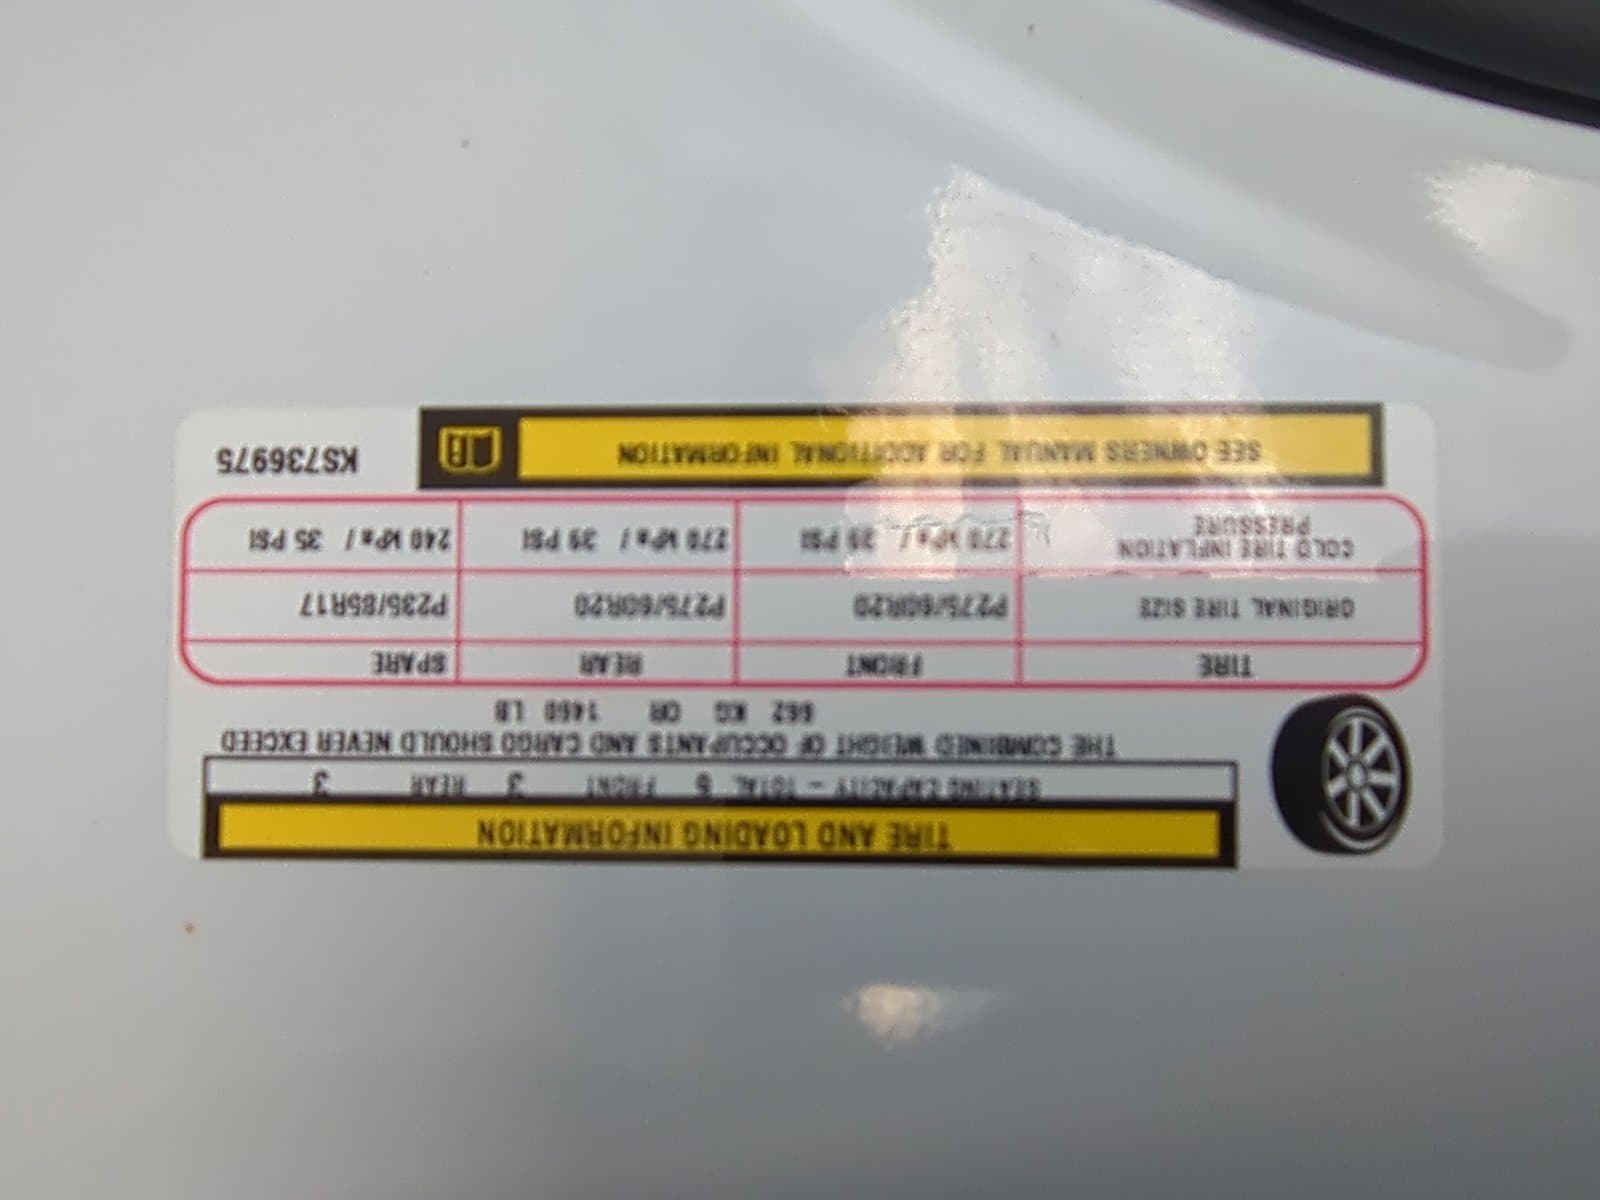 TIRE AND LOADING INFORMATION
SEATING CAPACITY - TOTAL 6 FRONT 3 REAR 3
THE COMBINED WEIGHT OF OCCUPANTS AND CARGO SHOULD NEVER EXCEED
662 KG OR 1460 LB
TIRE FRONT REAR SPARE
ORIGINAL TIRE SIZE P275/60R20 P275/60R20 P235/85R17
COLD TIRE INFLATION PRESSURE 270 kPa / 39 PSI 270 kPa / 39 PSI 240 kPa / 35 PSI
SEE OWNERS MANUAL FOR ADDITIONAL INFORMATION
KS736975